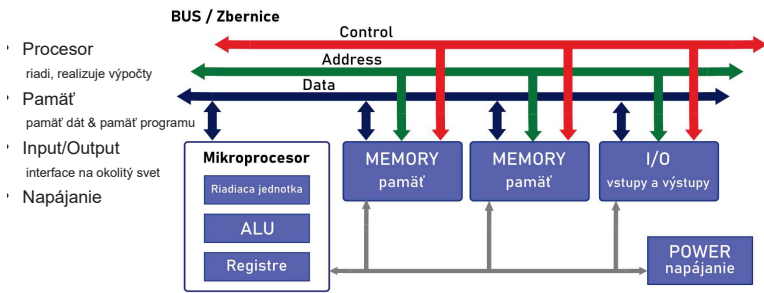 BUS / Zbernice
Control
Address
Data
Procesor
riadi, realizuje výpočty
Pamäť
pamäť dát & pamäť programu
Input/Output
interface na okolitý svet
Napájanie
Mikroprocesor
Riadiaca jednotka
ALU
Registre
MEMORY
pamäť
MEMORY
pamäť
I/O
vstupy a výstupy
POWER
napájanie